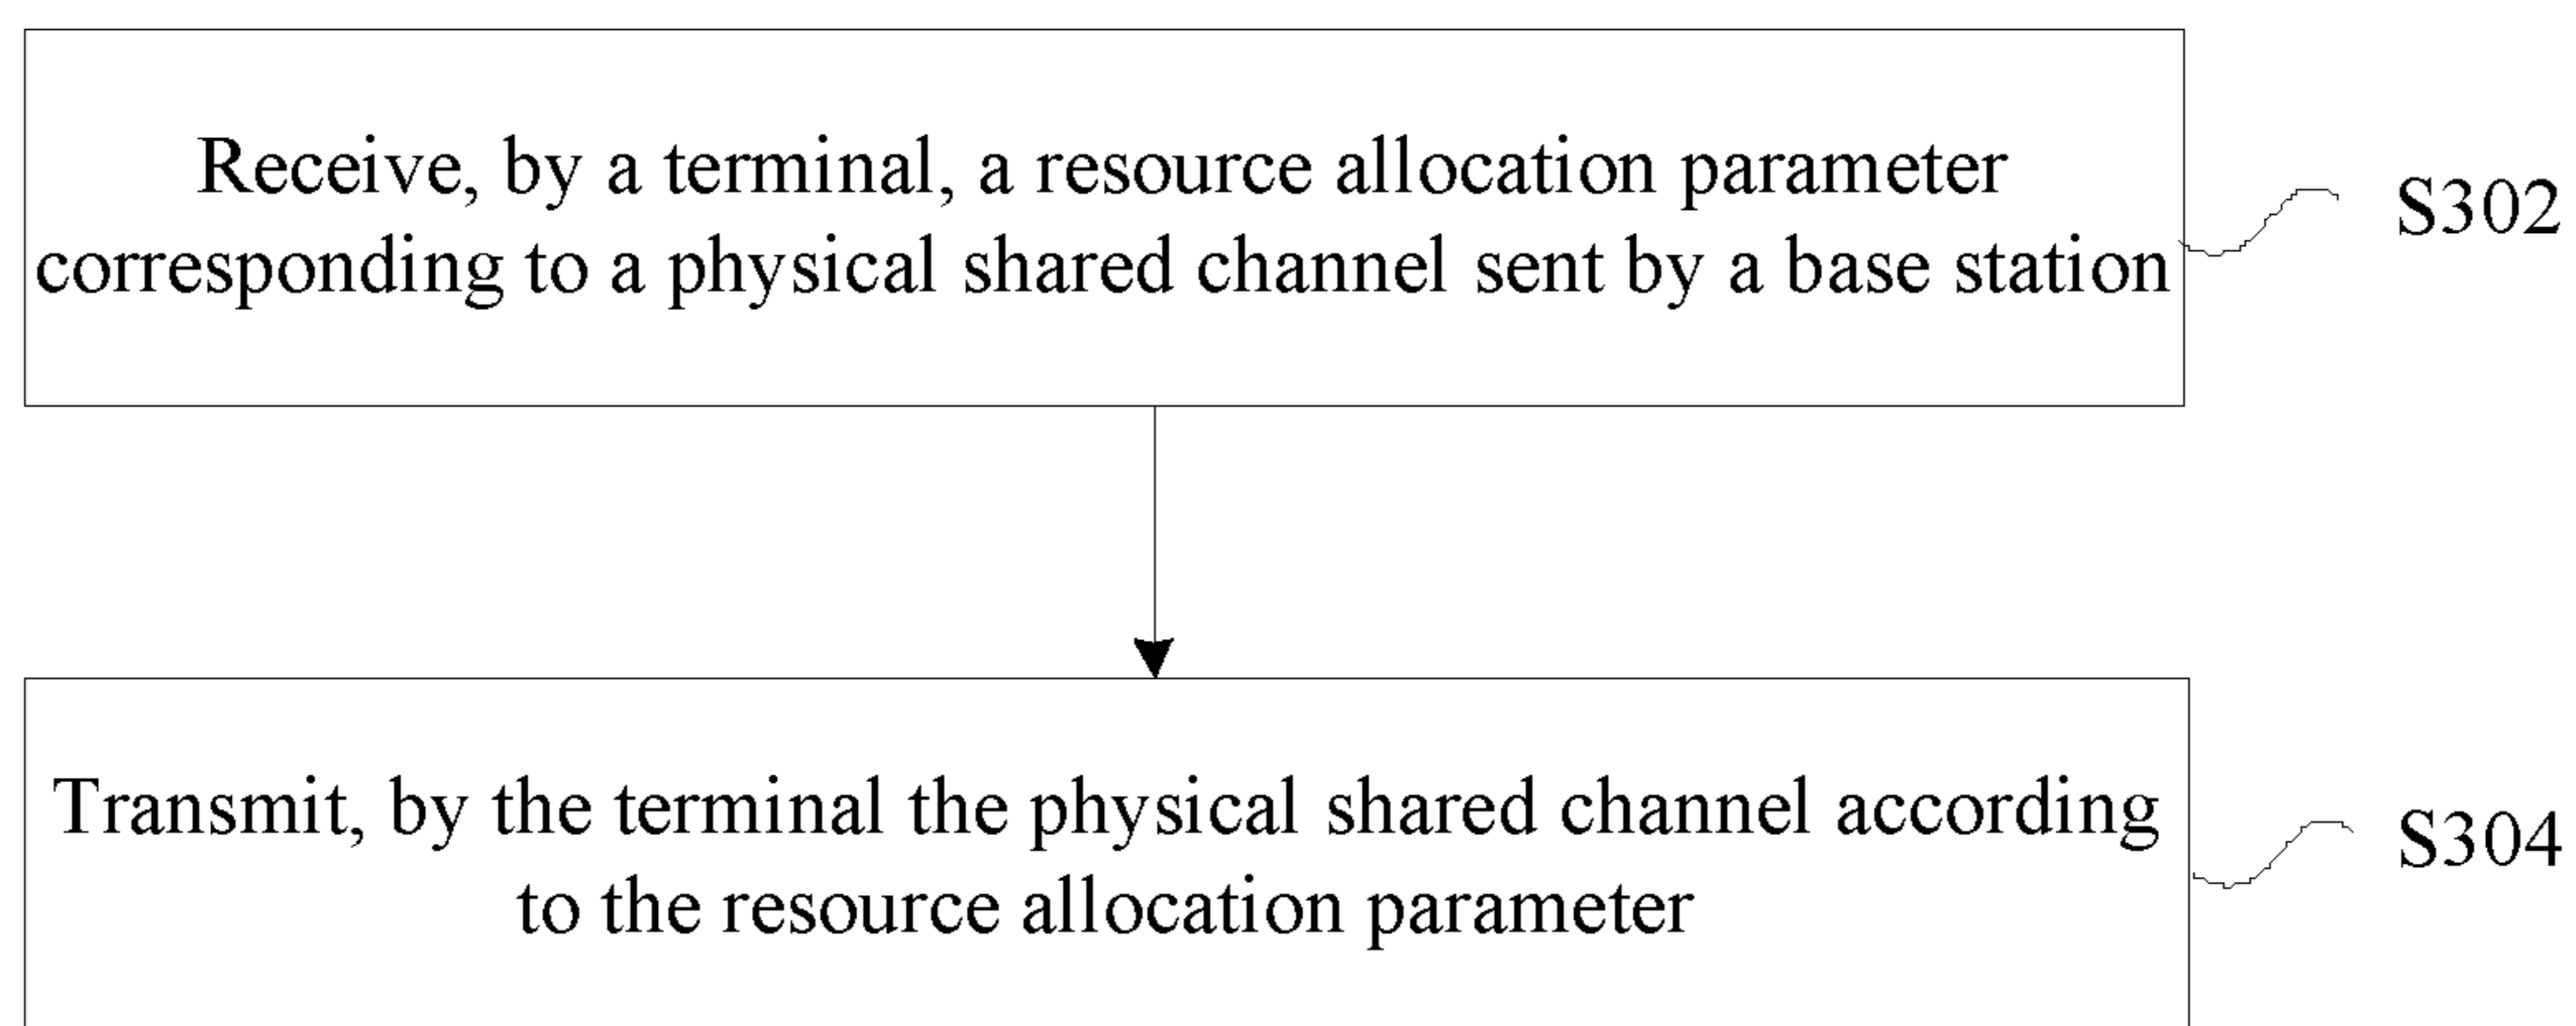 Receive, by a terminal, a resource allocation parameter
corresponding to a physical shared channel sent by a base station
S302
Transmit, by the terminal the physical shared channel according
to the resource allocation parameter
S304